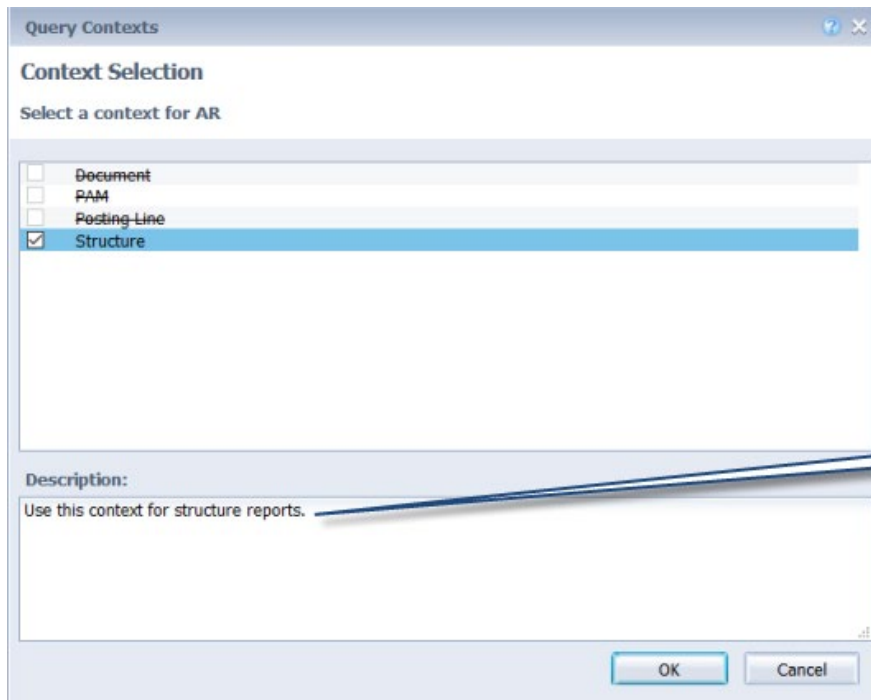 Query Contexts
Context Selection
Select a context for AR
Document
PAM
Posting Line
Structure
Description:
Use this context for structure reports.
OK
Cancel